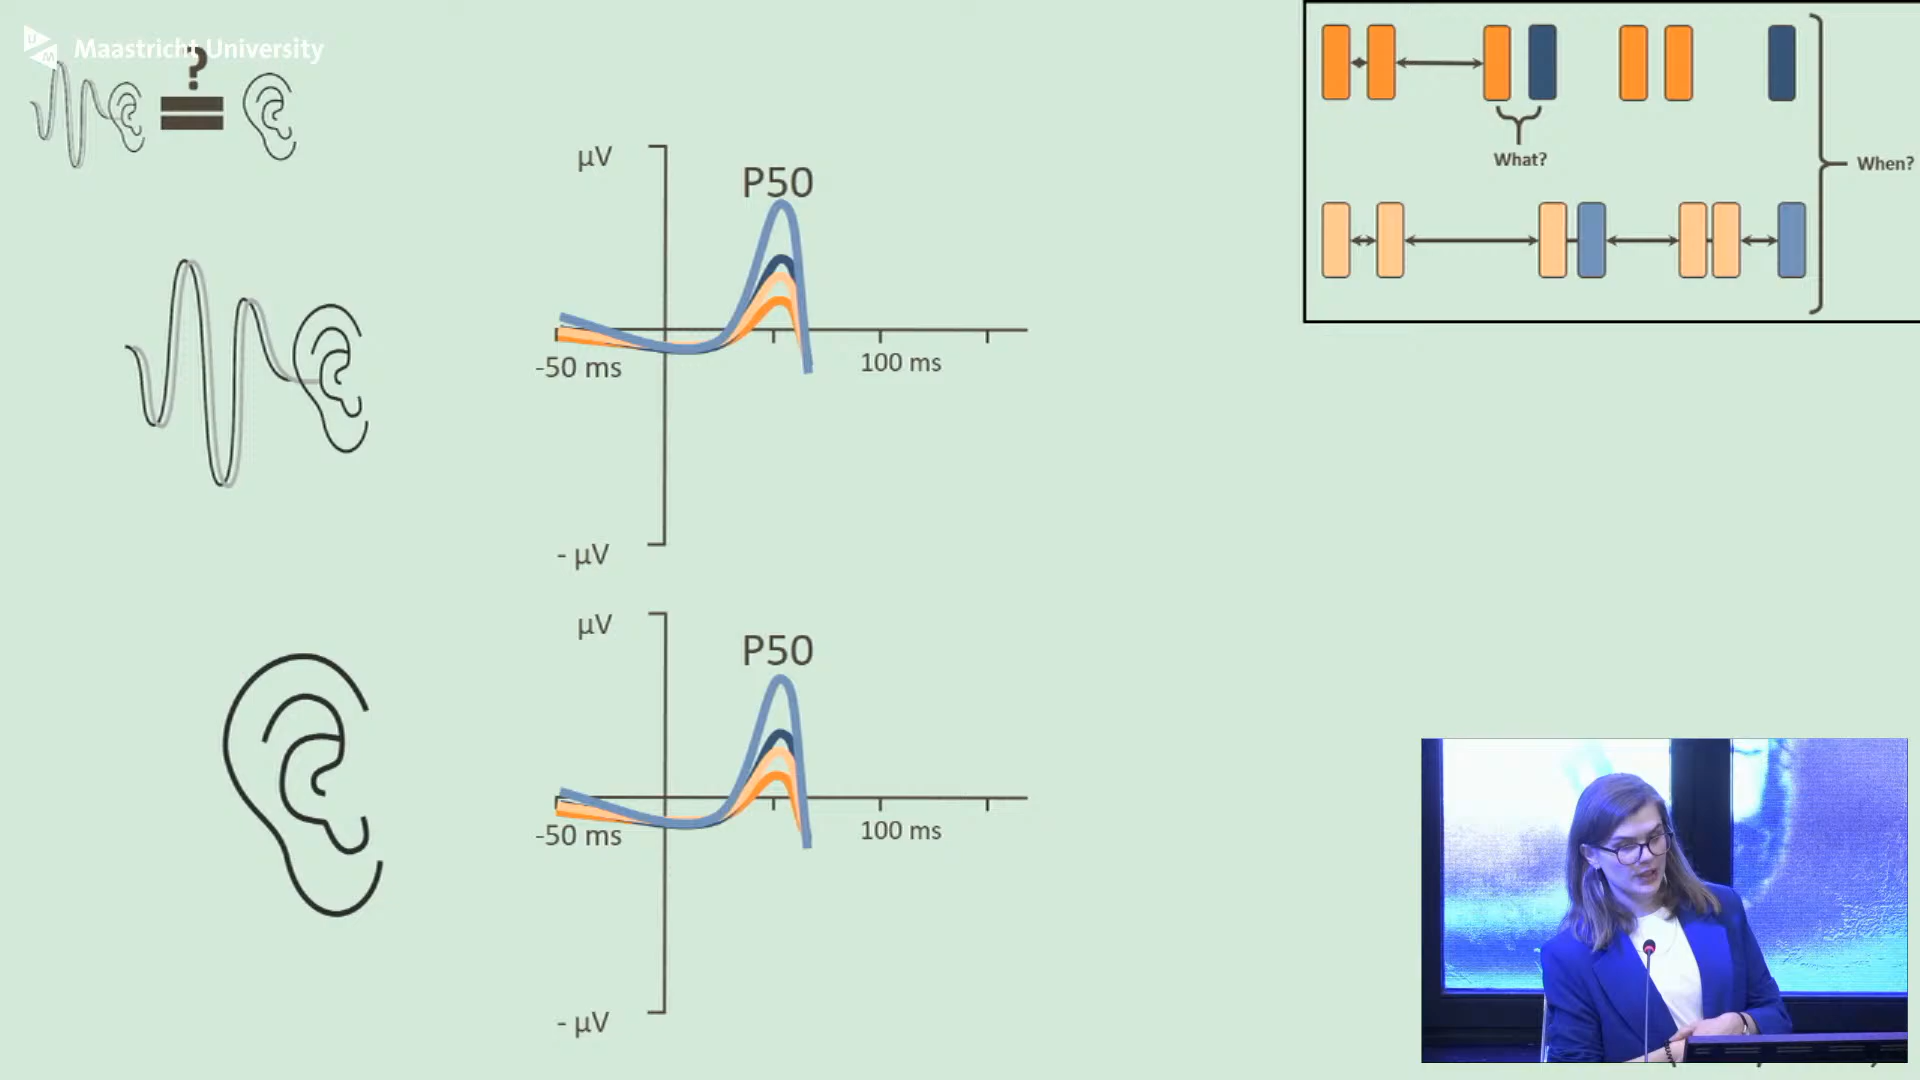 Maastricht University
?
What?
When?
µV
P50
-50 ms
100 ms
- µV
µV
P50
-50 ms
100 ms
- µV